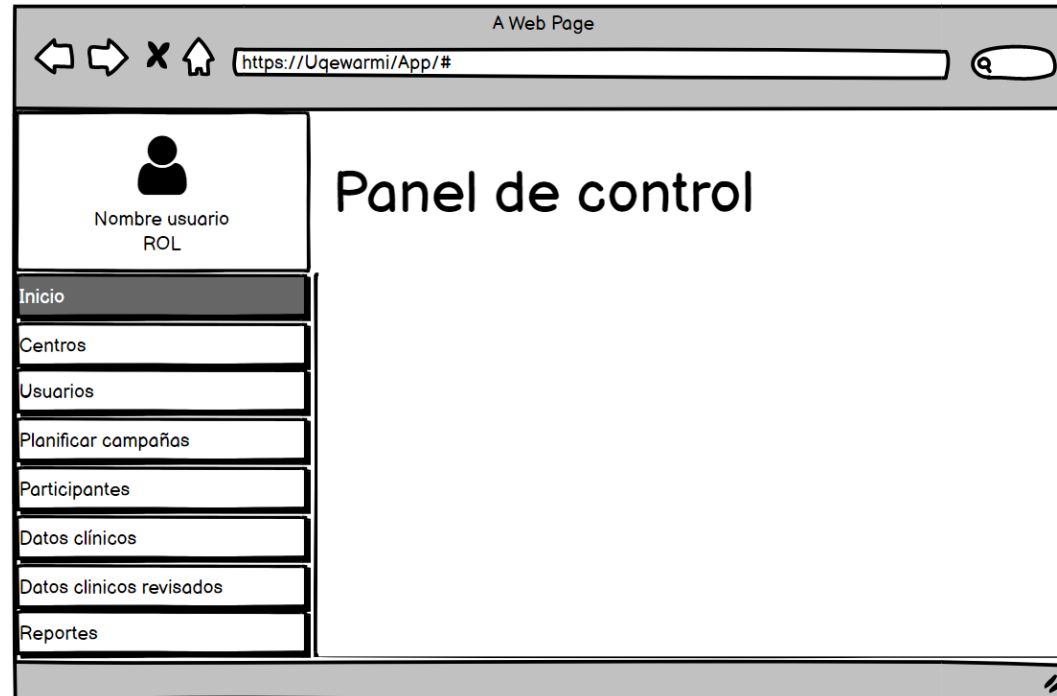 A Web Page
https://Uqewarmi/App/#
Nombre usuario
ROL
Panel de control
Inicio
Centros
Usuarios
Planificar campañas
Participantes
Datos clínicos
Datos clinicos revisados
Reportes